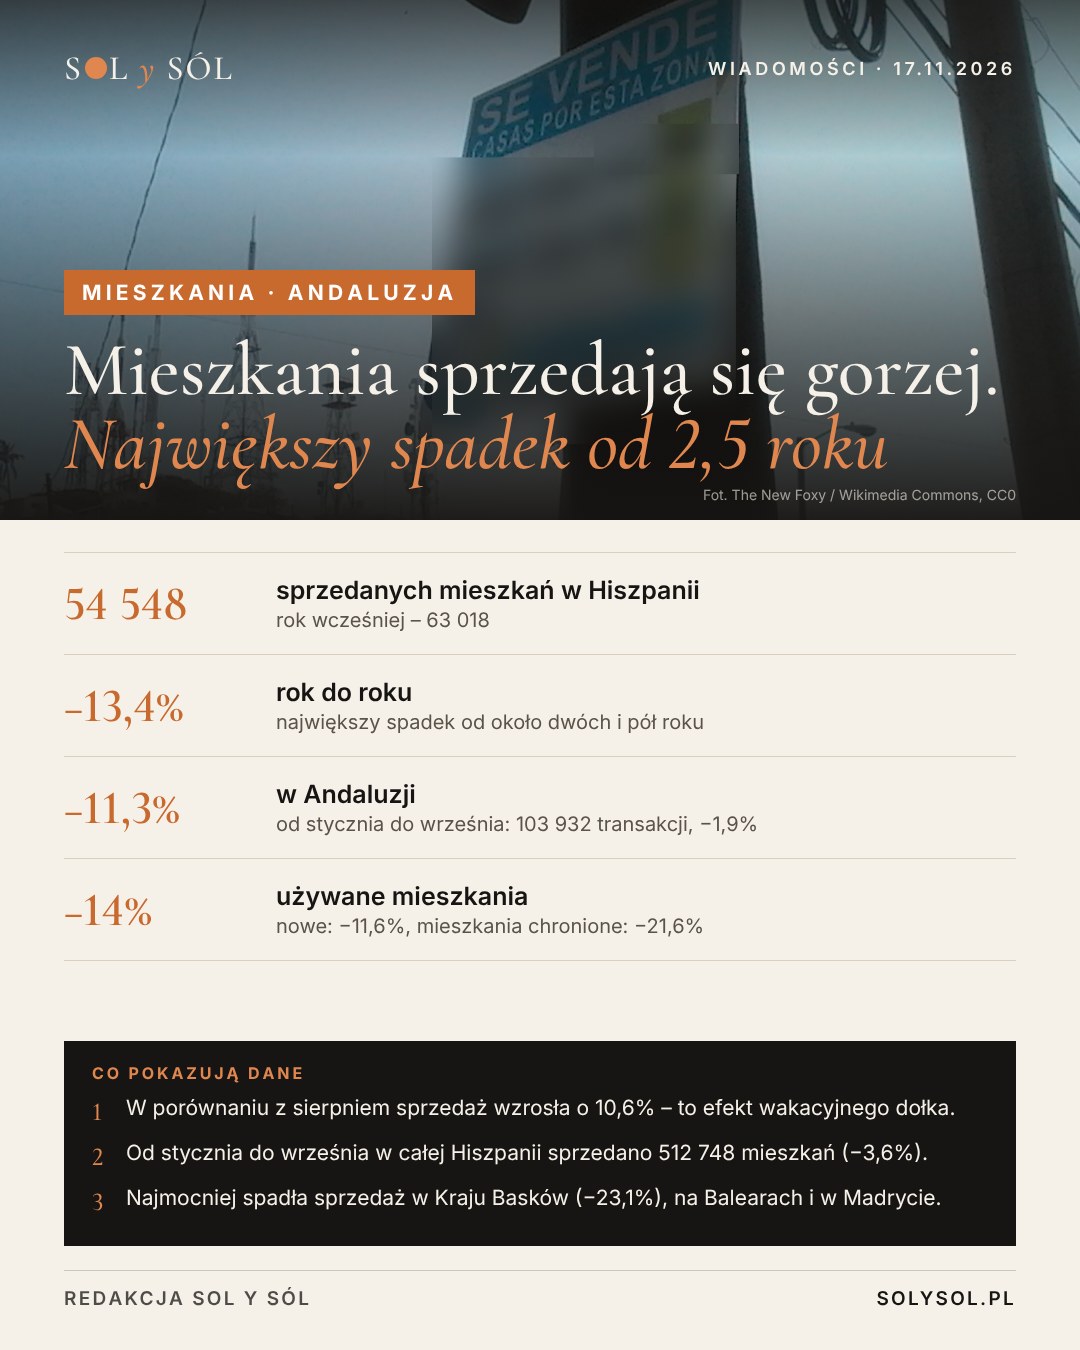 SOL y SÓL
WIADOMOŚCI · 17.11.2026
SE VENDE
CASAS POR ESTA ZONA
MIESZKANIA · ANDALUZJA
Mieszkania sprzedają się gorzej.
Największy spadek od 2,5 roku
Fot. The New Foxy / Wikimedia Commons, CC0
54 548
sprzedanych mieszkań w Hiszpanii
rok wcześniej – 63 018
–13,4%
rok do roku
największy spadek od około dwóch i pół roku
–11,3%
w Andaluzji
od stycznia do września: 103 932 transakcji, −1,9%
–14%
używane mieszkania
nowe: −11,6%, mieszkania chronione: −21,6%
CO POKAZUJĄ DANE
1 W porównaniu z sierpniem sprzedaż wzrosła o 10,6% – to efekt wakacyjnego dołka.
2 Od stycznia do września w całej Hiszpanii sprzedano 512 748 mieszkań (−3,6%).
3 Najmocniej spadła sprzedaż w Kraju Basków (−23,1%), na Balearach i w Madrycie.
REDAKCJA SOL Y SÓL
SOLYSOL.PL